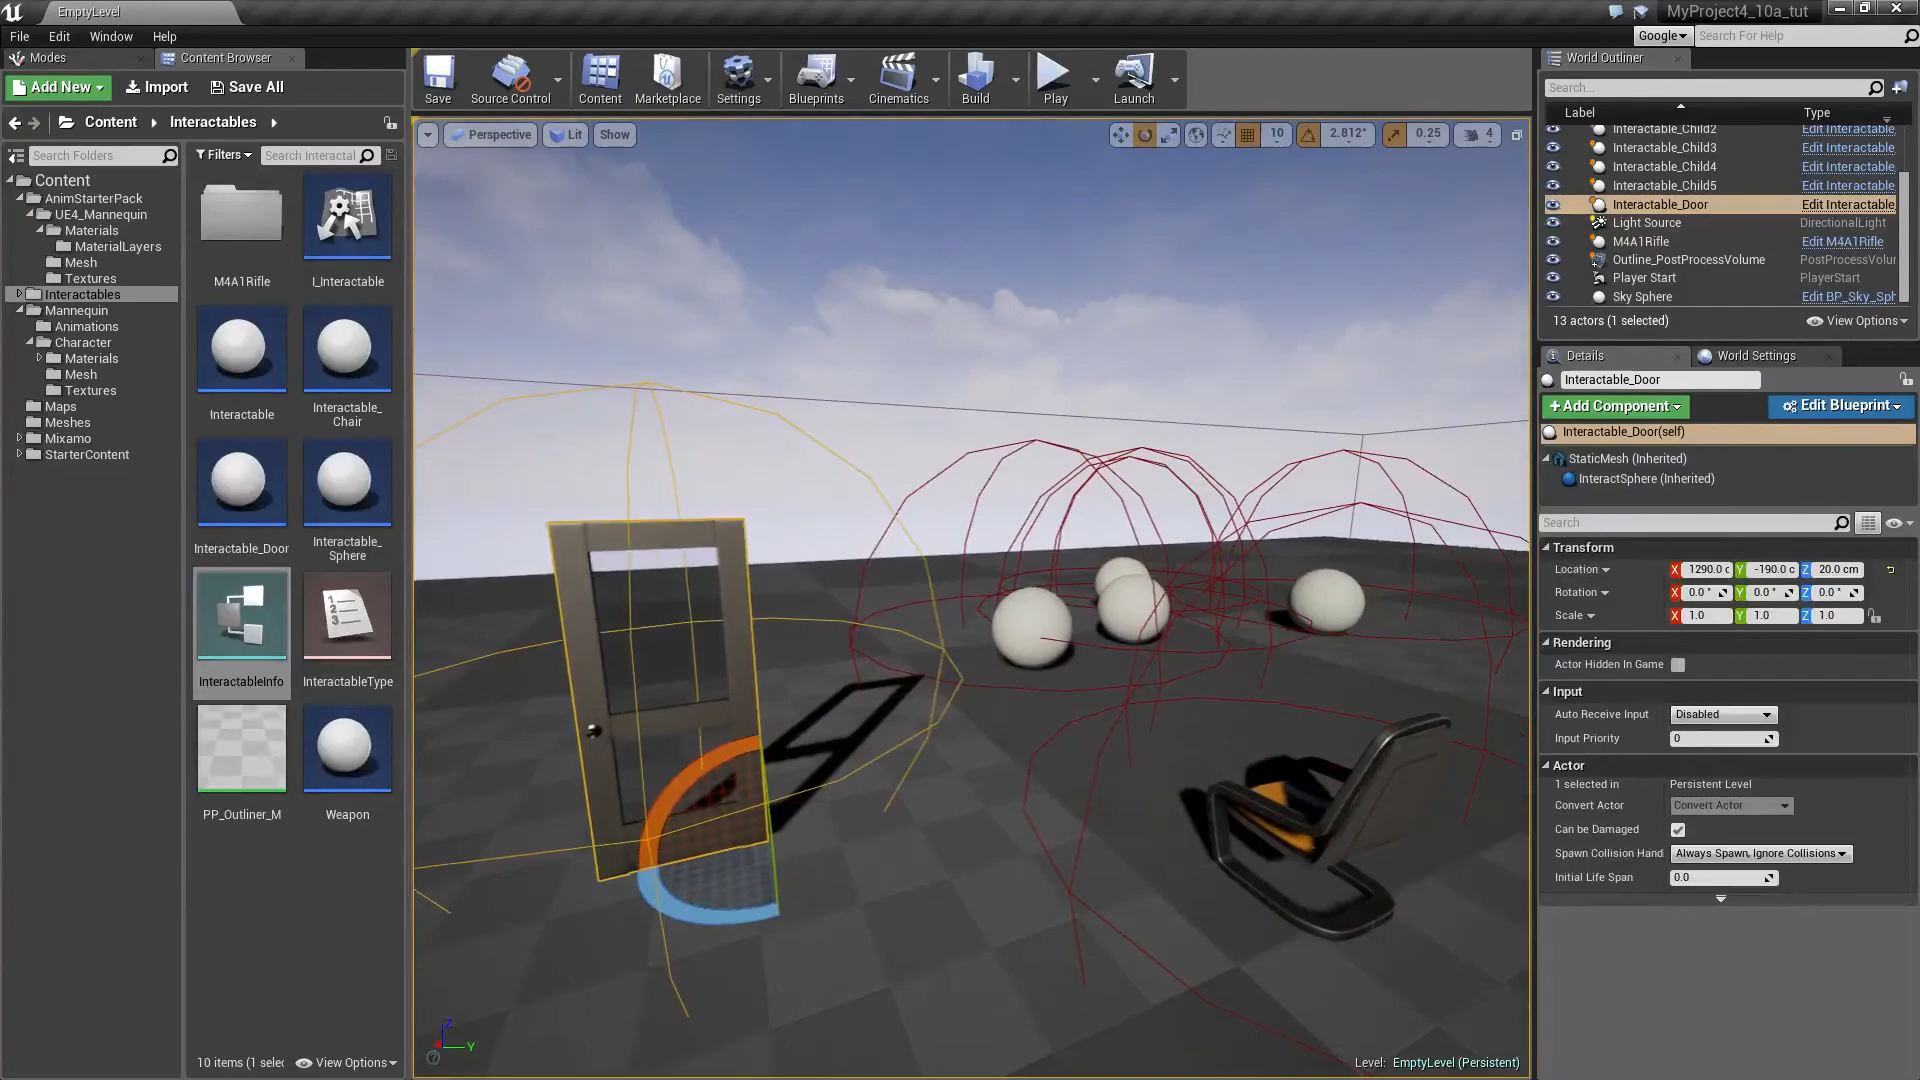 EmptyLevel
MyProject4_10a_tut
File Edit Window Help
Google
Search For Help
Modes
Content Browser
Add New
Import
Save All
Content
Interactables
Search Folders
Filters
Search Interactal
Content
AnimStarterPack
UE4_Mannequin
Materials
MaterialLayers
Mesh
Textures
Interactables
Mannequin
Animations
Character
Materials
Mesh
Textures
Maps
Meshes
Mixamo
StarterContent
M4A1Rifle
I_Interactable
Interactable
Interactable_
Chair
Interactable_Door
Interactable_
Sphere
InteractableInfo
InteractableType
PP_Outliner_M
Weapon
10 items (1 selec
View Options
Save
Source Control
Content
Marketplace
Settings
Blueprints
Cinematics
Build
Play
Launch
Perspective
Lit
Show
10
2.812°
0.25
4
Z
Y
Level: EmptyLevel (Persistent)
World Outliner
Search...
Label Type
Interactable_Child2 Edit Interactable
Interactable_Child3 Edit Interactable
Interactable_Child4 Edit Interactable
Interactable_Child5 Edit Interactable
Interactable_Door Edit Interactable
Light Source DirectionalLight
M4A1Rifle Edit M4A1Rifle
Outline_PostProcessVolume PostProcessVolur
Player Start PlayerStart
Sky Sphere Edit BP_Sky_Sph
13 actors (1 selected)
View Options
Details
World Settings
Interactable_Door
+Add Component
Edit Blueprint
Interactable_Door(self)
StaticMesh (Inherited)
InteractSphere (Inherited)
Search
Transform
Location X 1290.0 c Y -190.0 c Z 20.0 cm
Rotation X 0.0 ° Y 0.0 ° Z 0.0 °
Scale X 1.0 Y 1.0 Z 1.0
Rendering
Actor Hidden In Game
Input
Auto Receive Input Disabled
Input Priority 0
Actor
1 selected in Persistent Level
Convert Actor Convert Actor
Can be Damaged
Spawn Collision Hand Always Spawn, Ignore Collisions
Initial Life Span 0.0